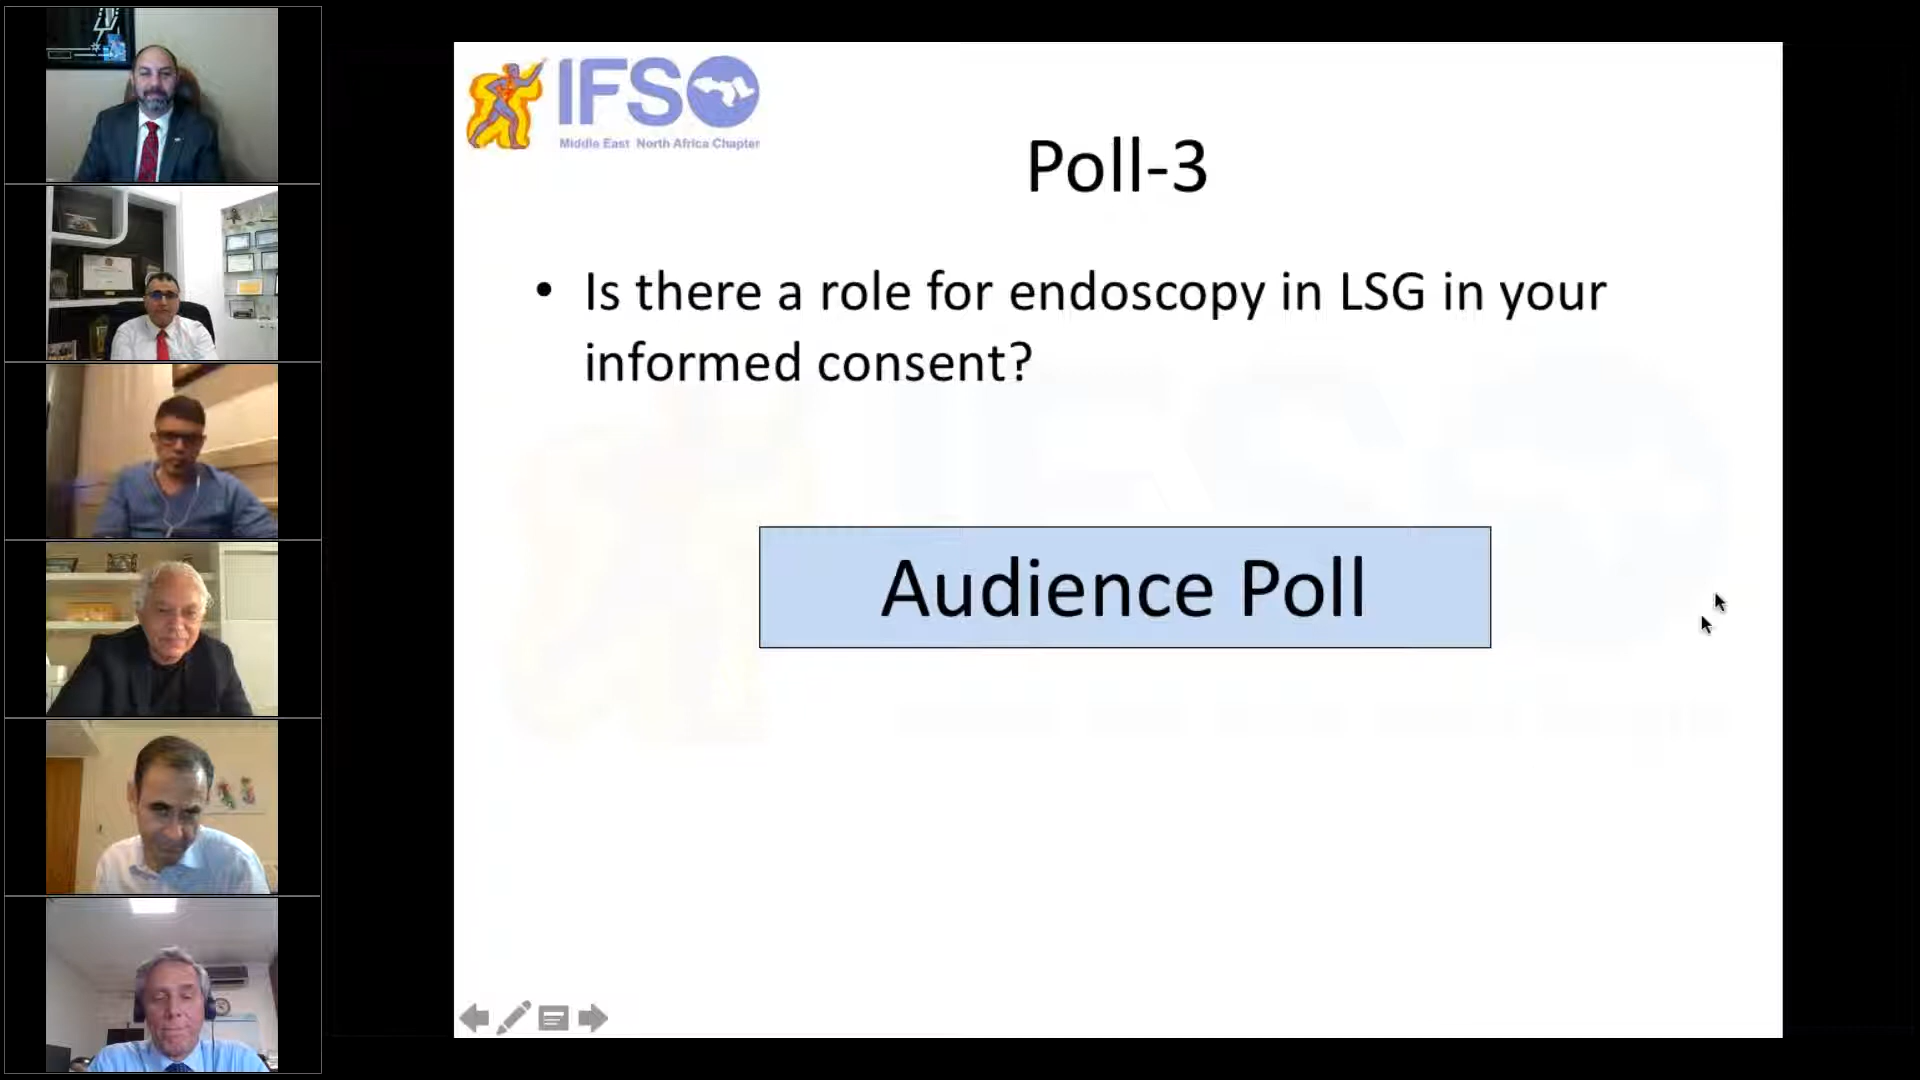 IFSO
Middle East North Africa Chapter
Poll-3
• Is there a role for endoscopy in LSG in your
informed consent?
Audience Poll